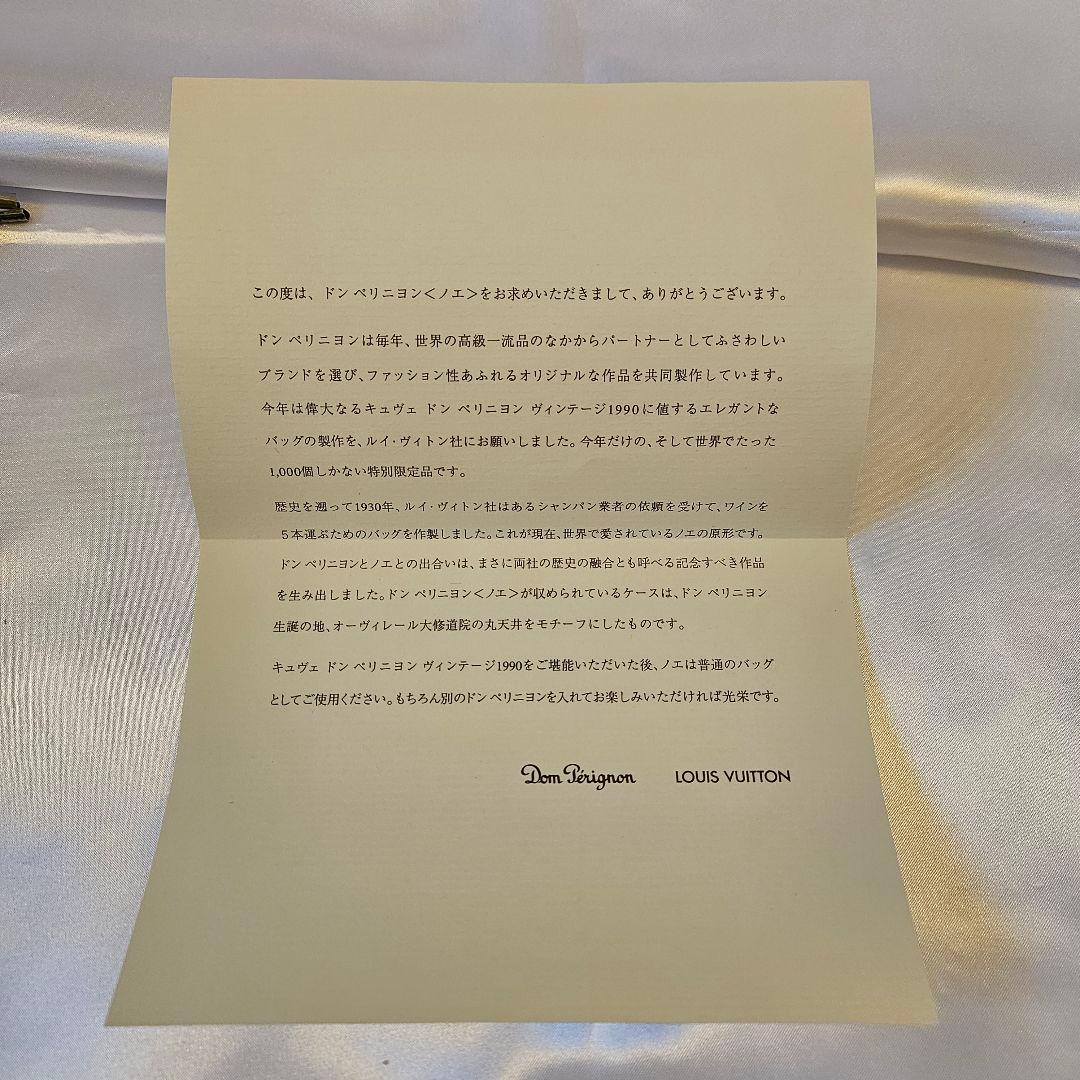 この度は、ドン ペリニヨン＜ノエ＞をお求めいただきまして、ありがとうございます。
ドン ペリニヨンは毎年、世界の高級一流品のなかからパートナーとしてふさわしい
ブランドを選び、ファッション性あふれるオリジナルな作品を共同製作しています。
今年は偉大なるキュヴェ ドン ペリニヨン ヴィンテージ1990に値するエレガントな
バッグの製作を、ルイ・ヴィトン社にお願いしました。今年だけの、そして世界でたった
1,000個しかない特別限定品です。
歴史を遡って1930年、ルイ・ヴィトン社はあるシャンパン業者の依頼を受けて、ワインを
5本運ぶためのバッグを作製しました。これが現在、世界で愛されているノエの原形です。
ドン ペリニヨンとノエとの出合いは、まさに両社の歴史の融合とも呼べる記念すべき作品
を生み出しました。ドン ペリニヨン＜ノエ＞が収められているケースは、ドン ペリニヨン
生誕の地、オーヴィレール大修道院の丸天井をモチーフにしたものです。
キュヴェ ドン ペリニヨン ヴィンテージ1990をご堪能いただいた後、ノエは普通のバッグ
としてご使用ください。もちろん別のドン ペリニヨンを入れてお楽しみいただければ光栄です。
Dom Pérignon LOUIS VUITTON